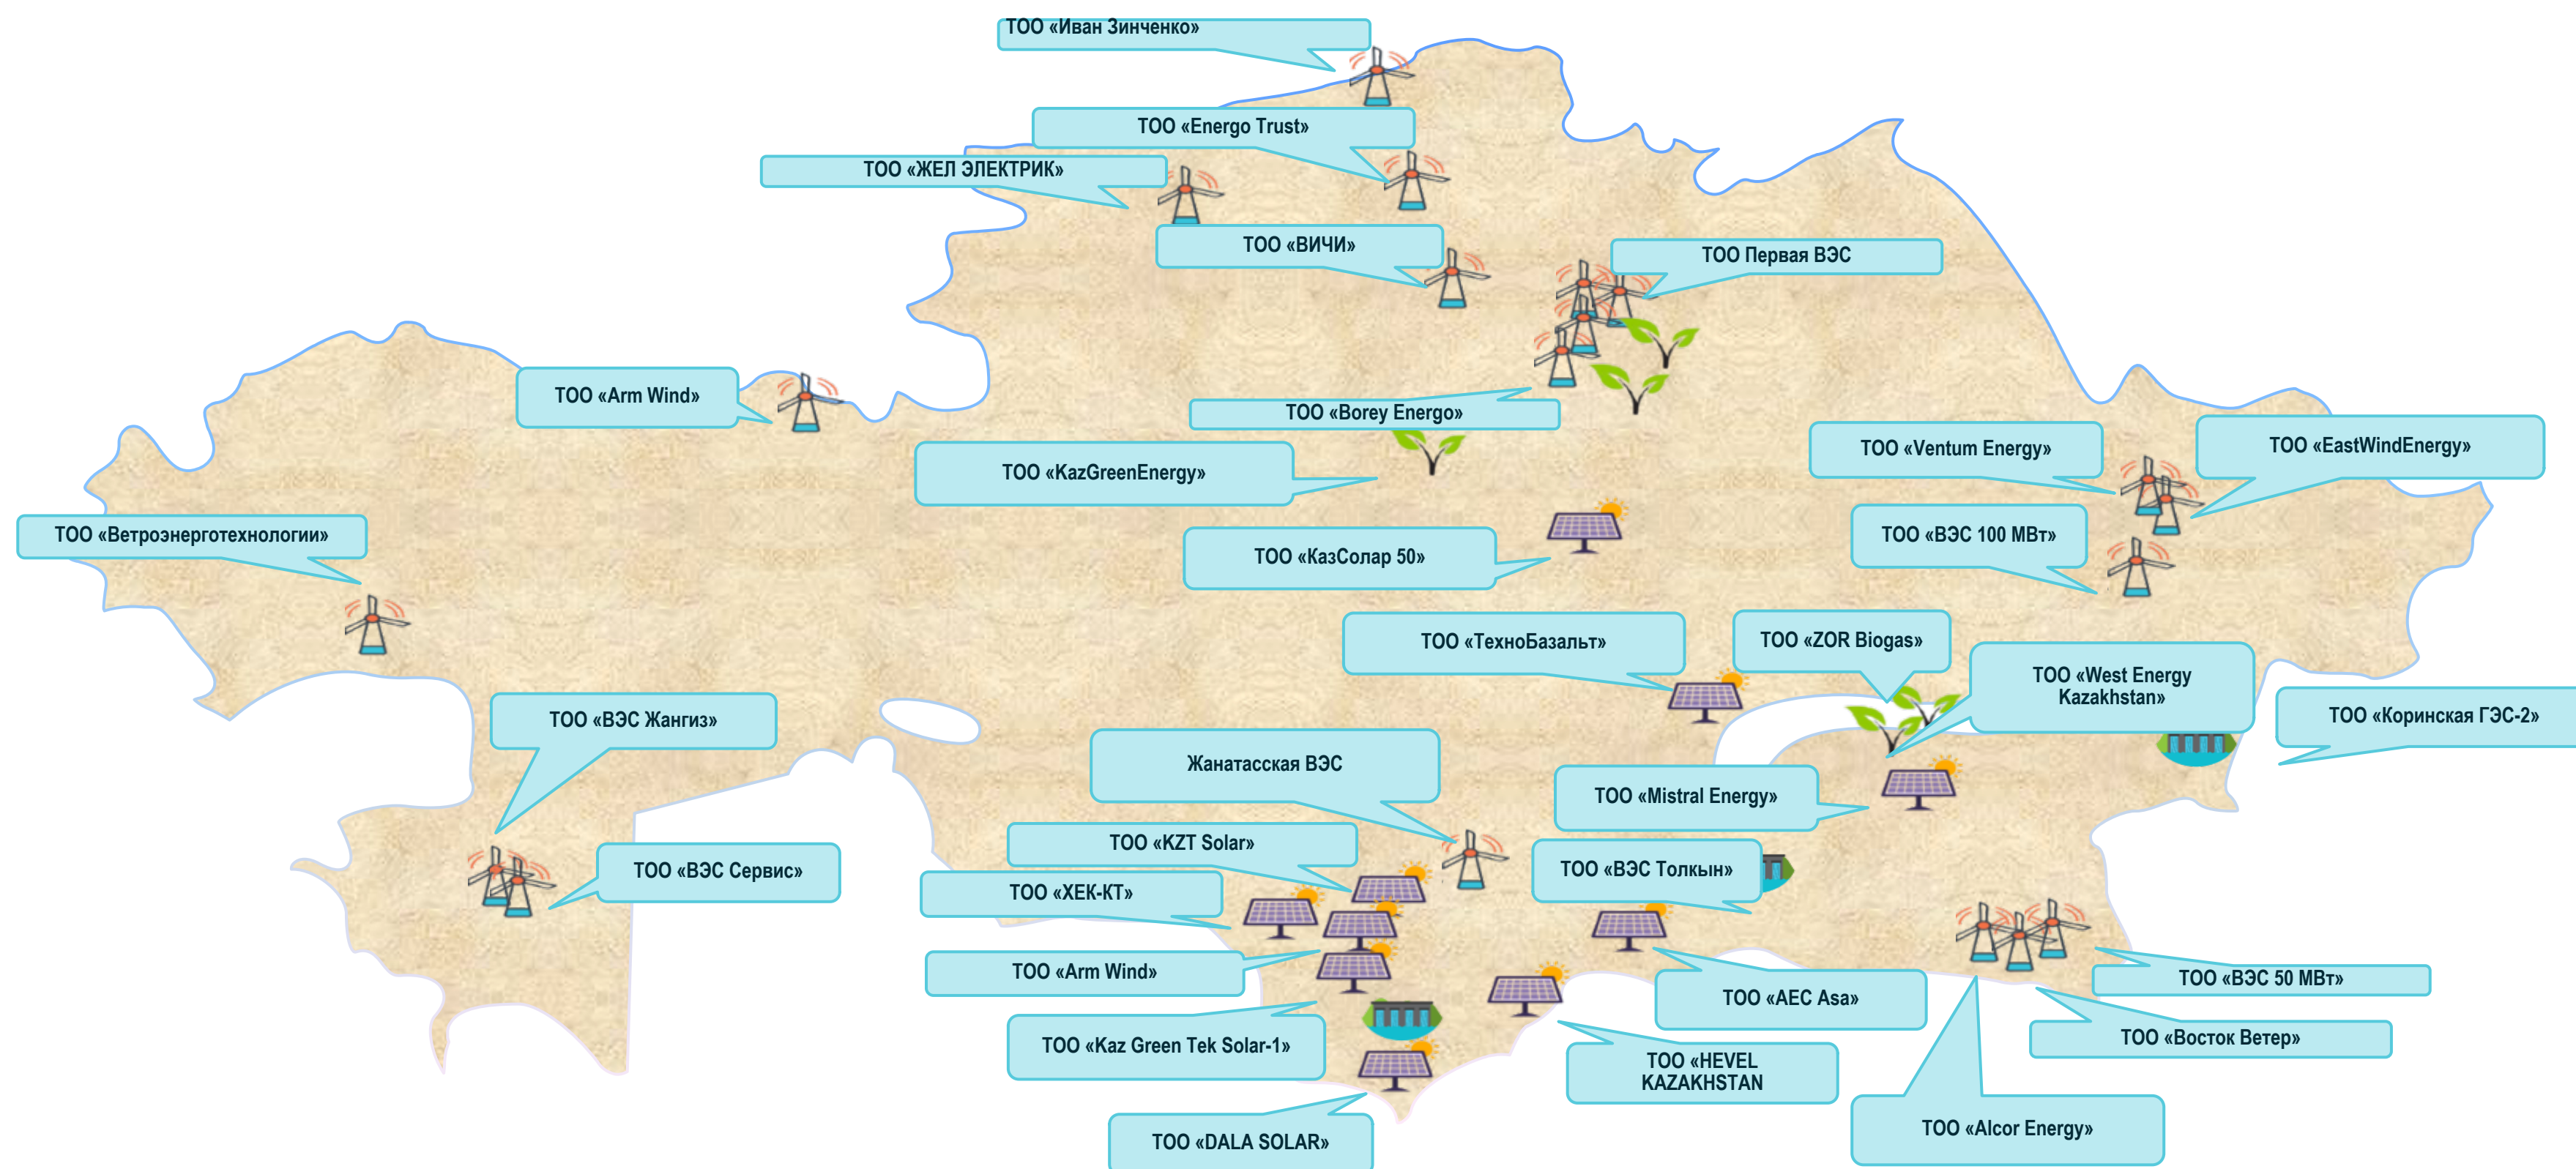 ТОО «Иван Зинченко»
ТОО «Energo Trust»
ТОО «ЖЕЛ ЭЛЕКТРИК»
ТОО «ВИЧИ»
ТОО Первая ВЭС
ТОО «Arm Wind»
ТОО «Borey Energo»
ТОО «KazGreenEnergy»
ТОО «Ventum Energy»
ТОО «EastWindEnergy»
ТОО «Ветроэнерготехнологии»
ТОО «КазСолар 50»
ТОО «ВЭС 100 МВт»
ТОО «ТехноБазальт»
ТОО «ZOR Biogas»
ТОО «West Energy
Kazakhstan»
ТОО «ВЭС Жангиз»
ТОО «Коринская ГЭС-2»
Жанатасская ВЭС
ТОО «Mistral Energy»
ТОО «KZT Solar»
ТОО «ВЭС Сервис»
ТОО «ВЭС Толкын»
ТОО «ХЕК-КТ»
ТОО «Arm Wind»
ТОО «ВЭС 50 МВт»
ТОО «АЕС Asa»
ТОО «Kaz Green Tek Solar-1»
ТОО «Восток Ветер»
ТОО «HEVEL
KAZAKHSTAN
ТОО «DALA SOLAR»
ТОО «Alcor Energy»